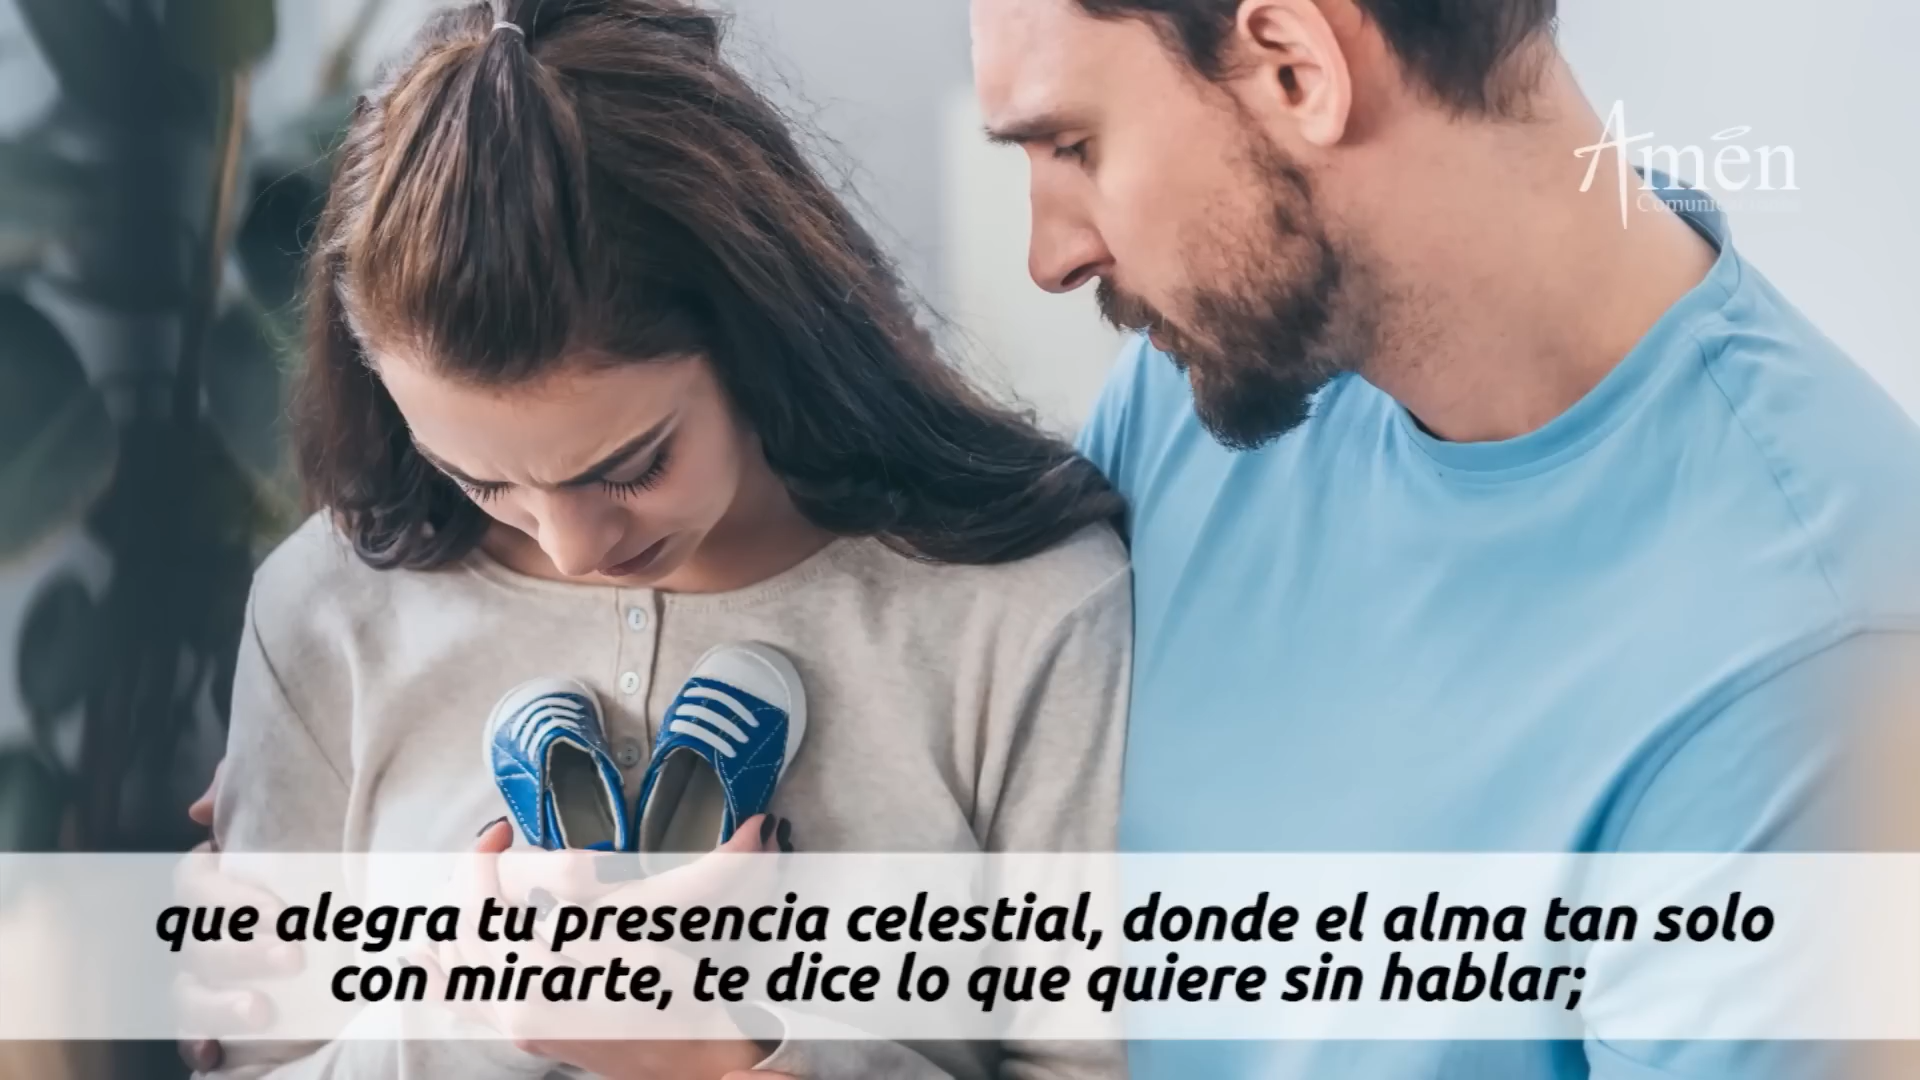 Amén
Comunicaciones
que alegra tu presencia celestial, donde el alma tan solo
con mirarte, te dice lo que quiere sin hablar;